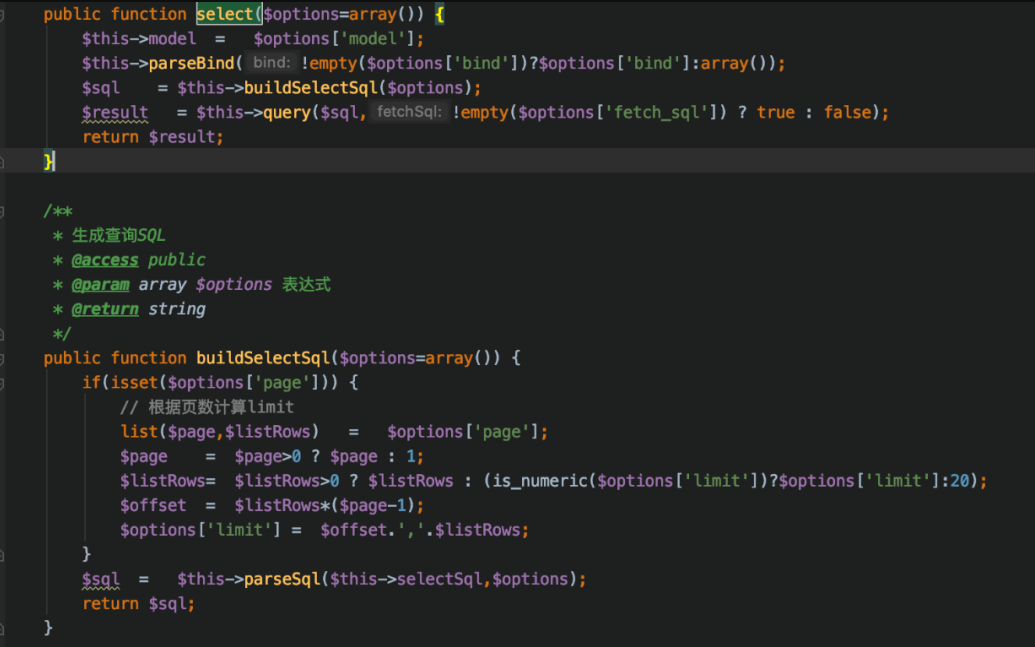 public function select($options=array()) {
    $this->model  =   $options['model'];
    $this->parseBind( bind: !empty($options['bind'])?$options['bind']:array());
    $sql    = $this->buildSelectSql($options);
    $result   = $this->query($sql, fetchSql: !empty($options['fetch_sql']) ? true : false);
    return $result;
}
/**
 * 生成查询SQL
 * @access public
 * @param array $options 表达式
 * @return string
 */
public function buildSelectSql($options=array()) {
    if(isset($options['page'])) {
        // 根据页数计算limit
        list($page,$listRows)   =   $options['page'];
        $page    =  $page>0 ? $page : 1;
        $listRows=  $listRows>0 ? $listRows : (is_numeric($options['limit'])?$options['limit']:20);
        $offset  =  $listRows*($page-1);
        $options['limit'] =  $offset.','.$listRows;
    }
    $sql  =   $this->parseSql($this->selectSql,$options);
    return $sql;
}